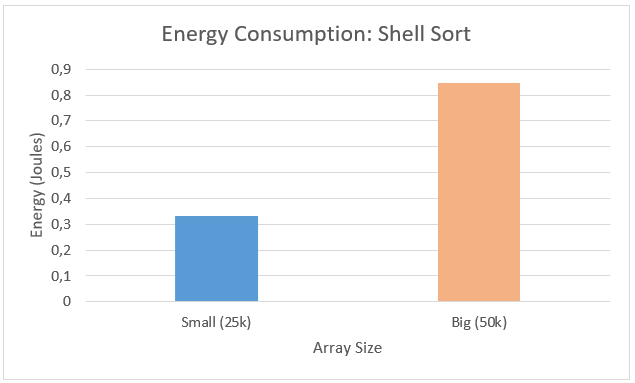 Energy Consumption: Shell Sort
0,9
0,8
0,7
0,6
0,5
0,4
0,3
0,2
0,1
0
Energy (Joules)
Small (25k)
Big (50k)
Array Size